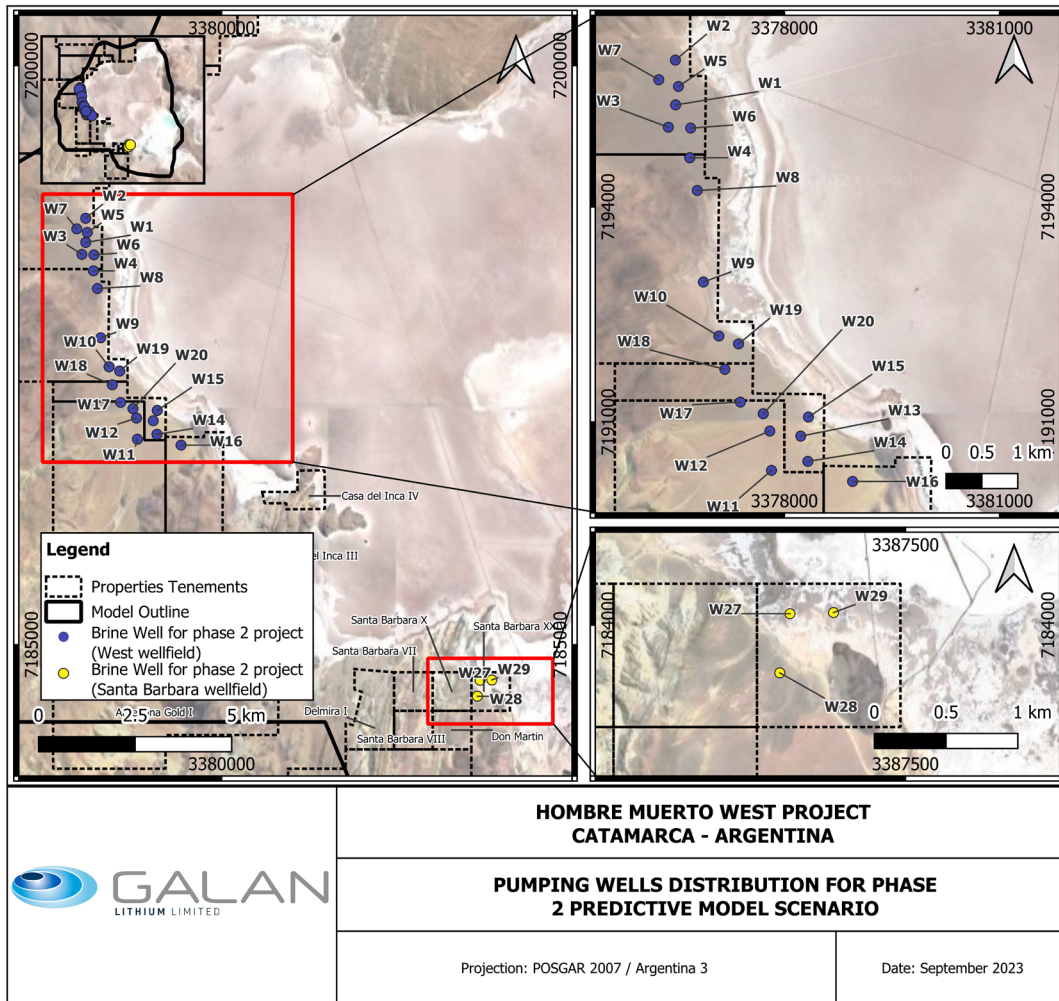 3380000
7200000
W2
W7
W5
W3
W1
W6
W4
W8
W9
W10
W19
W18
W20
W15
W17
W12
W14
W11
W16
Casa del Inca IV
el Inca III
Legend
Properties Tenements
Model Outline
Brine Well for phase 2 project
(West wellfield)
Brine Well for phase 2 project
(Santa Barbara wellfield)
Santa Barbara X
Santa Barbara XX
Santa Barbara VII
7185000
W27
W29
W28
Delmira I
Santa Barbara VIII
Don Martin
Gold I
0 2.5 5 km
3380000
3378000
3381000
W2
W7
W5
W1
W3
W6
W4
W8
7194000
7194000
W9
W10
W19
W18
W20
W15
W17
W13
7191000
7191000
W12
W14
W11
W16
0 0.5 1 km
3378000
3381000
3387500
W27
W29
7184000
7184000
W28
0 0.5 1 km
3387500
GALAN
LITHIUM LIMITED
HOMBRE MUERTO WEST PROJECT
CATAMARCA - ARGENTINA
PUMPING WELLS DISTRIBUTION FOR PHASE
2 PREDICTIVE MODEL SCENARIO
Projection: POSGAR 2007 / Argentina 3
Date: September 2023